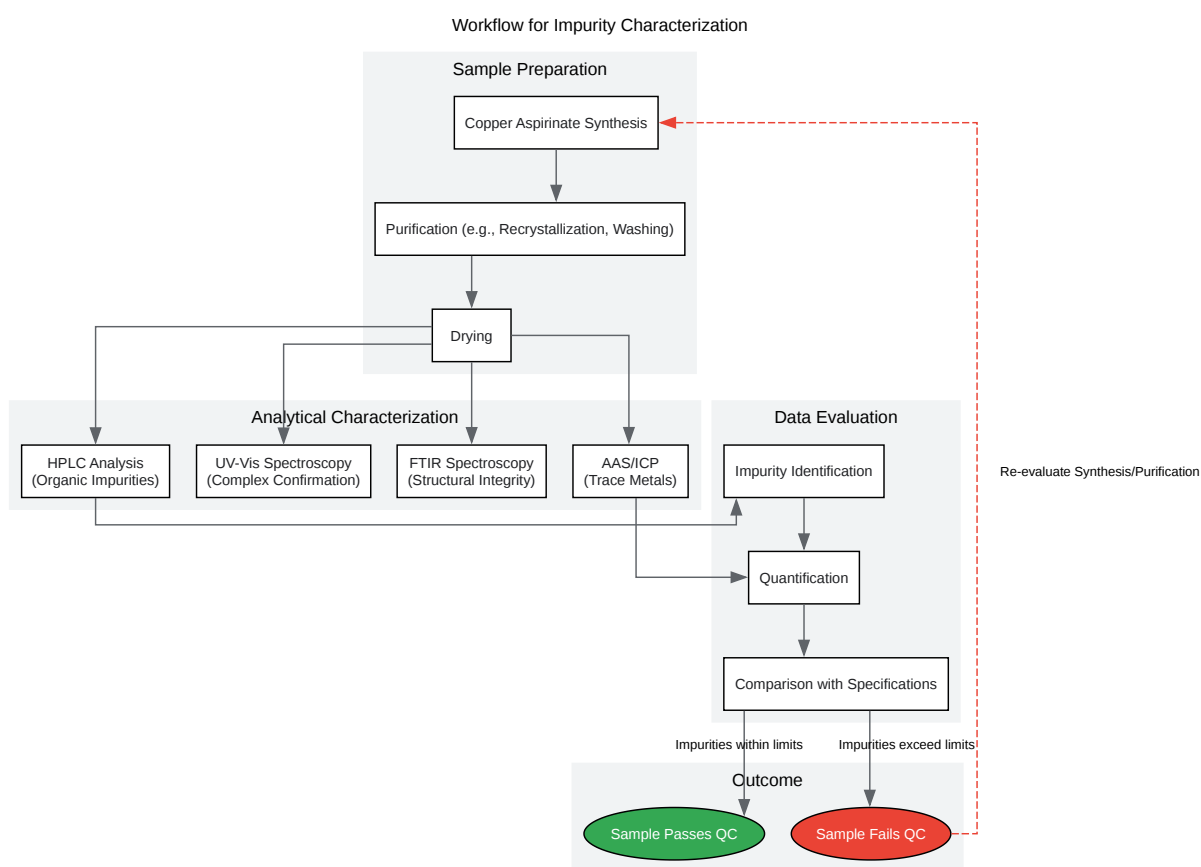 Workflow for Impurity Characterization
Sample Preparation
Copper Aspirinate Synthesis
Purification (e.g., Recrystallization, Washing)
Drying
Analytical Characterization
HPLC Analysis
(Organic Impurities)
UV-Vis Spectroscopy
(Complex Confirmation)
FTIR Spectroscopy
(Structural Integrity)
AAS/ICP
(Trace Metals)
Data Evaluation
Impurity Identification
Quantification
Comparison with Specifications
Re-evaluate Synthesis/Purification
Impurities within limits
Impurities exceed limits
Outcome
Sample Passes QC
Sample Fails QC